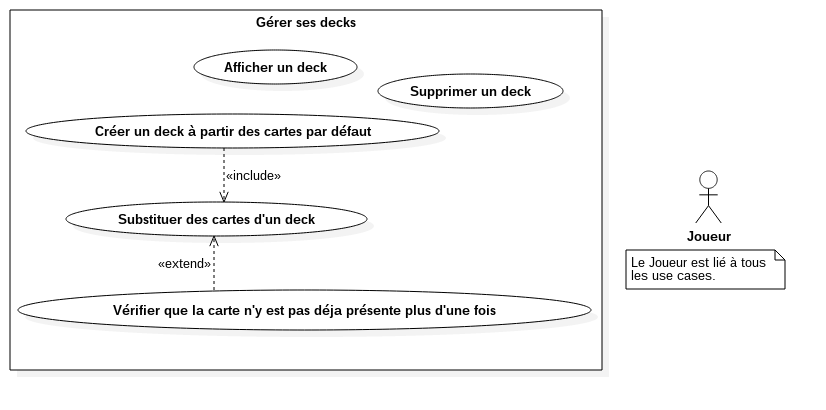 Gérer ses decks
Afficher un deck
Supprimer un deck
Créer un deck à partir des cartes par défaut
«include»
Substituer des cartes d'un deck
«extend»
Vérifier que la carte n'y est pas déja présente plus d'une fois
Joueur
Le Joueur est lié à tous
les use cases.